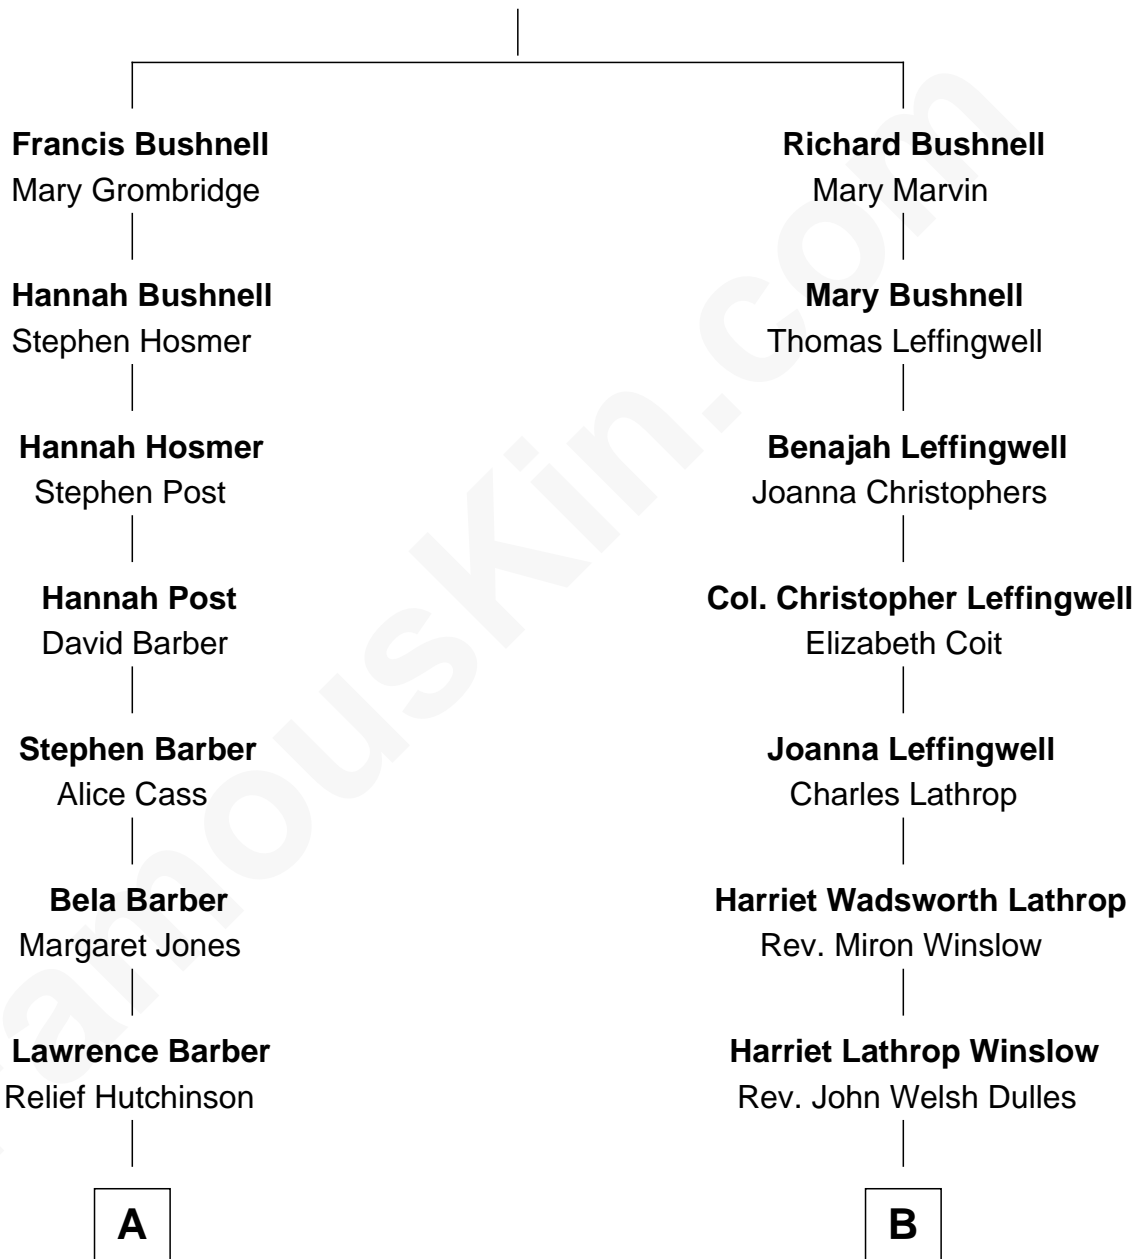 Francis Bushnell
Mary Grombridge
Hannah Bushnell
Stephen Hosmer
Hannah Hosmer
Stephen Post
Hannah Post
David Barber
Stephen Barber
Alice Cass
Bela Barber
Margaret Jones
Lawrence Barber
Relief Hutchinson
A
Richard Bushnell
Mary Marvin
Mary Bushnell
Thomas Leffingwell
Benajah Leffingwell
Joanna Christophers
Col. Christopher Leffingwell
Elizabeth Coit
Joanna Leffingwell
Charles Lathrop
Harriet Wadsworth Lathrop
Rev. Miron Winslow
Harriet Lathrop Winslow
Rev. John Welsh Dulles
B
FamousKin.com